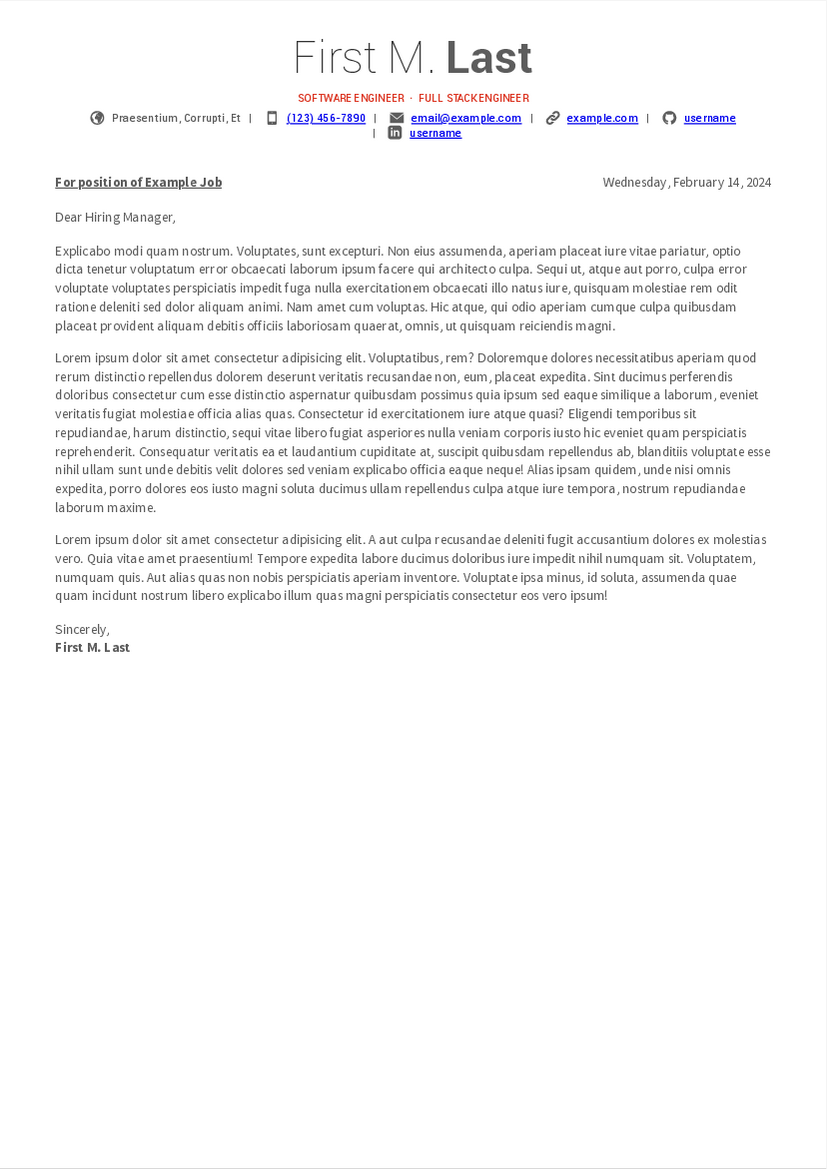 First M. Last
SOFTWARE ENGINEER · FULL STACK ENGINEER
Praesentium, Corrupti, Et | (123) 456-7890 | email@example.com | example.com | username
| username
For position of Example Job Wednesday, February 14, 2024
Dear Hiring Manager,
Explicabo modi quam nostrum. Voluptates, sunt excepturi. Non eius assumenda, aperiam placeat iure vitae pariatur, optio
dicta tenetur voluptatum error obcaecati laborum ipsum facere qui architecto culpa. Sequi ut, atque aut porro, culpa error
voluptate voluptates perspiciatis impedit fuga nulla exercitationem obcaecati illo natus iure, quisquam molestiae rem odit
ratione deleniti sed dolor aliquam animi. Nam amet cum voluptas. Hic atque, qui odio aperiam cumque culpa quibusdam
placeat provident aliquam debitis officiis laboriosam quaerat, omnis, ut quisquam reiciendis magni.
Lorem ipsum dolor sit amet consectetur adipisicing elit. Voluptatibus, rem? Doloremque dolores necessitatibus aperiam quod
rerum distinctio repellendus dolorem deserunt veritatis recusandae non, eum, placeat expedita. Sint ducimus perferendis
doloribus consectetur cum esse distinctio aspernatur quibusdam possimus quia ipsum sed eaque similique a laborum, eveniet
veritatis fugiat molestiae officia alias quas. Consectetur id exercitationem iure atque quasi? Eligendi temporibus sit
repudiandae, harum distinctio, sequi vitae libero fugiat asperiores nulla veniam corporis iusto hic eveniet quam perspiciatis
reprehenderit. Consequatur veritatis ea et laudantium cupiditate at, suscipit quibusdam repellendus ab, blanditiis voluptate esse
nihil ullam sunt unde debitis velit dolores sed veniam explicabo officia eaque neque! Alias ipsam quidem, unde nisi omnis
expedita, porro dolores eos iusto magni soluta ducimus ullam repellendus culpa atque iure tempora, nostrum repudiandae
laborum maxime.
Lorem ipsum dolor sit amet consectetur adipisicing elit. A aut culpa recusandae deleniti fugit accusantium dolores ex molestias
vero. Quia vitae amet praesentium! Tempore expedita labore ducimus doloribus iure impedit nihil numquam sit. Voluptatem,
numquam quis. Aut alias quas non nobis perspiciatis aperiam inventore. Voluptate ipsa minus, id soluta, assumenda quae
quam incidunt nostrum libero explicabo illum quas magni perspiciatis consectetur eos vero ipsum!
Sincerely,
First M. Last